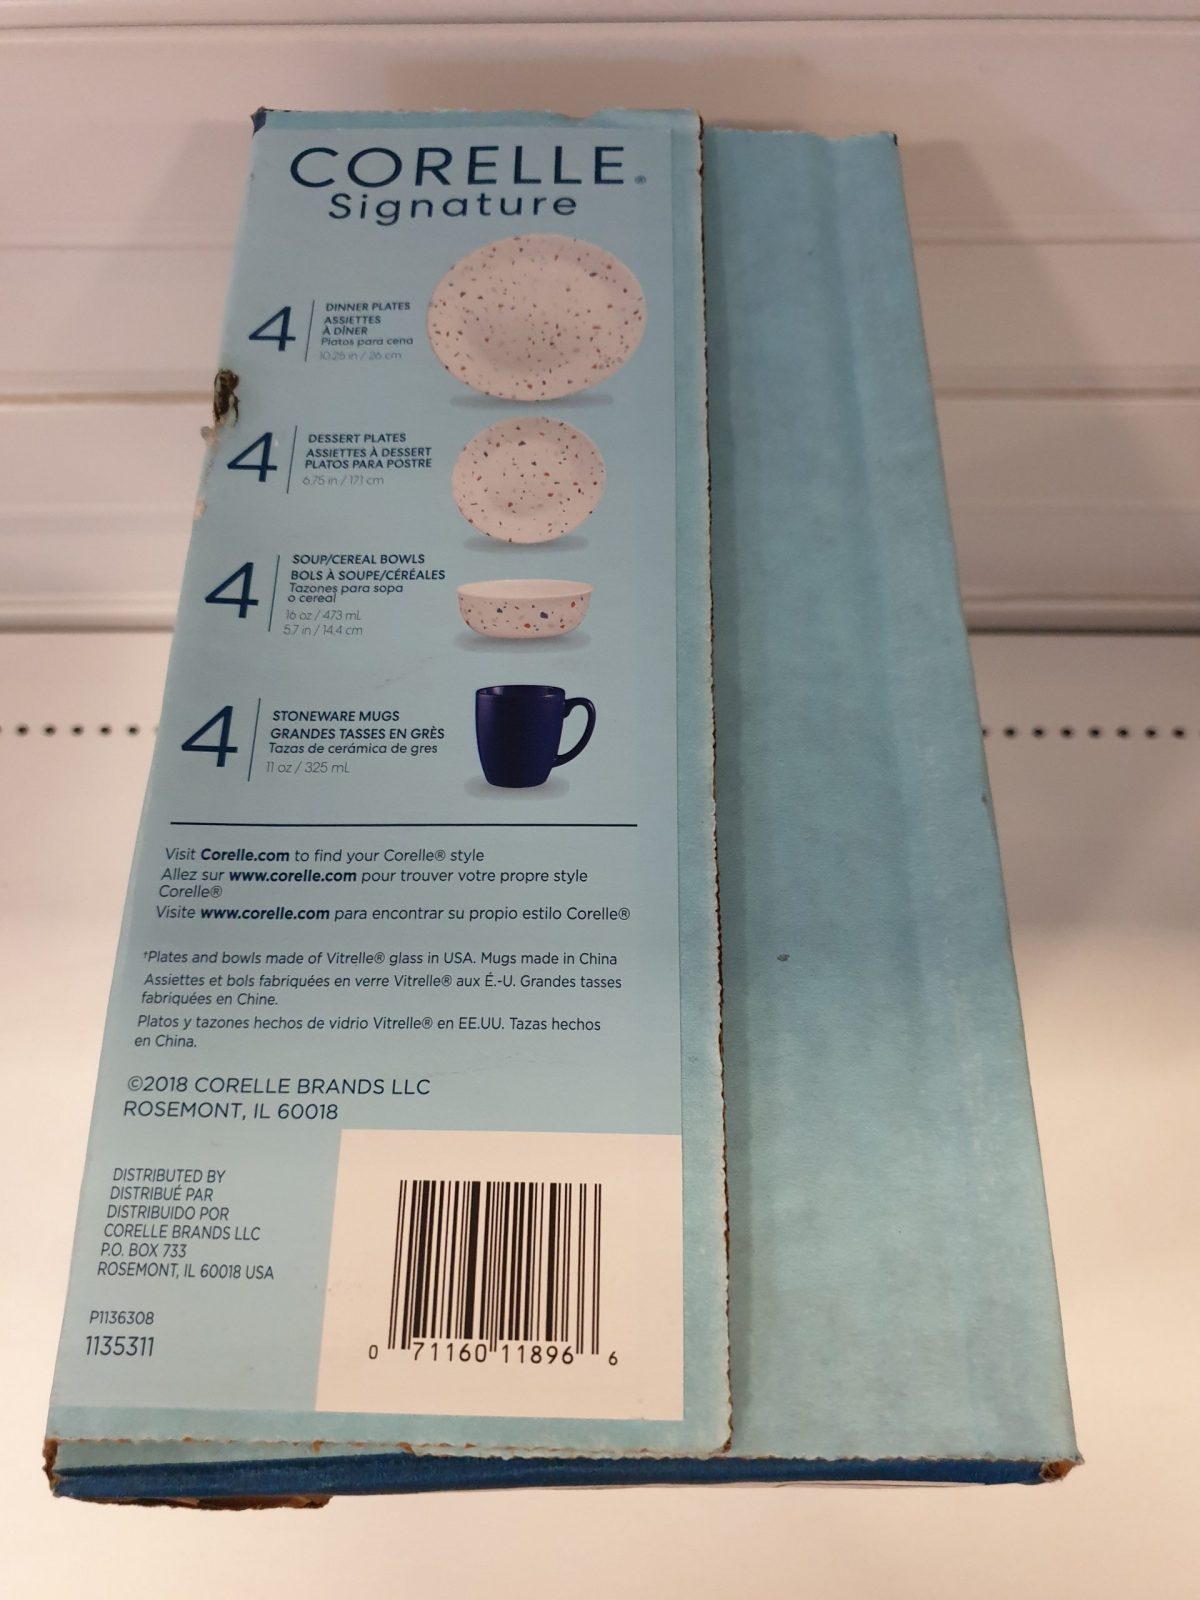 CORELLE®
Signature
4
DINNER PLATES
ASSIETTES
À DÎNER
Platos para cena
10.25 in / 26 cm
4
DESSERT PLATES
ASSIETTES À DESSERT
PLATOS PARA POSTRE
6.75 in / 17.1 cm
4
SOUP/CEREAL BOWLS
BOLS À SOUPE/CÉRÉALES
Tazones para sopa
o cereal
16 oz / 473 mL
5.7 in / 14.4 cm
4
STONEWARE MUGS
GRANDES TASSES EN GRÈS
Tazas de cerámica de gres
11 oz / 325 mL
Visit Corelle.com to find your Corelle® style
Allez sur www.corelle.com pour trouver votre propre style
Corelle®
Visite www.corelle.com para encontrar su propio estilo Corelle®
†Plates and bowls made of Vitrelle® glass in USA. Mugs made in China
Assiettes et bols fabriquées en verre Vitrelle® aux É.-U. Grandes tasses
fabriquées en Chine.
Platos y tazones hechos de vidrio Vitrelle® en EE.UU. Tazas hechos
en China.
©2018 CORELLE BRANDS LLC
ROSEMONT, IL 60018
DISTRIBUTED BY
DISTRIBUÉ PAR
DISTRIBUIDO POR
CORELLE BRANDS LLC
P.O. BOX 733
ROSEMONT, IL 60018 USA
P1136308
1135311
0 71160 11896 6